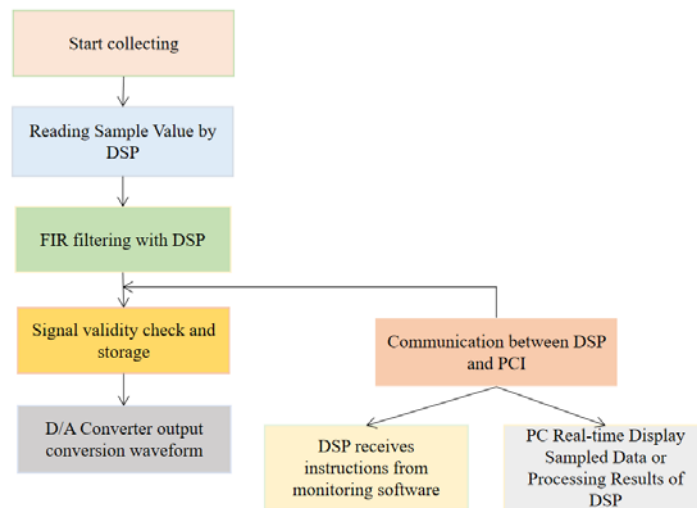 Start collecting
Reading Sample Value by
DSP
FIR filtering with DSP
Signal validity check and
storage
Communication between DSP
and PCI
D/A Converter output
conversion waveform
DSP receives
instructions from
monitoring software
PC Real-time Display
Sampled Data or
Processing Results of
DSP